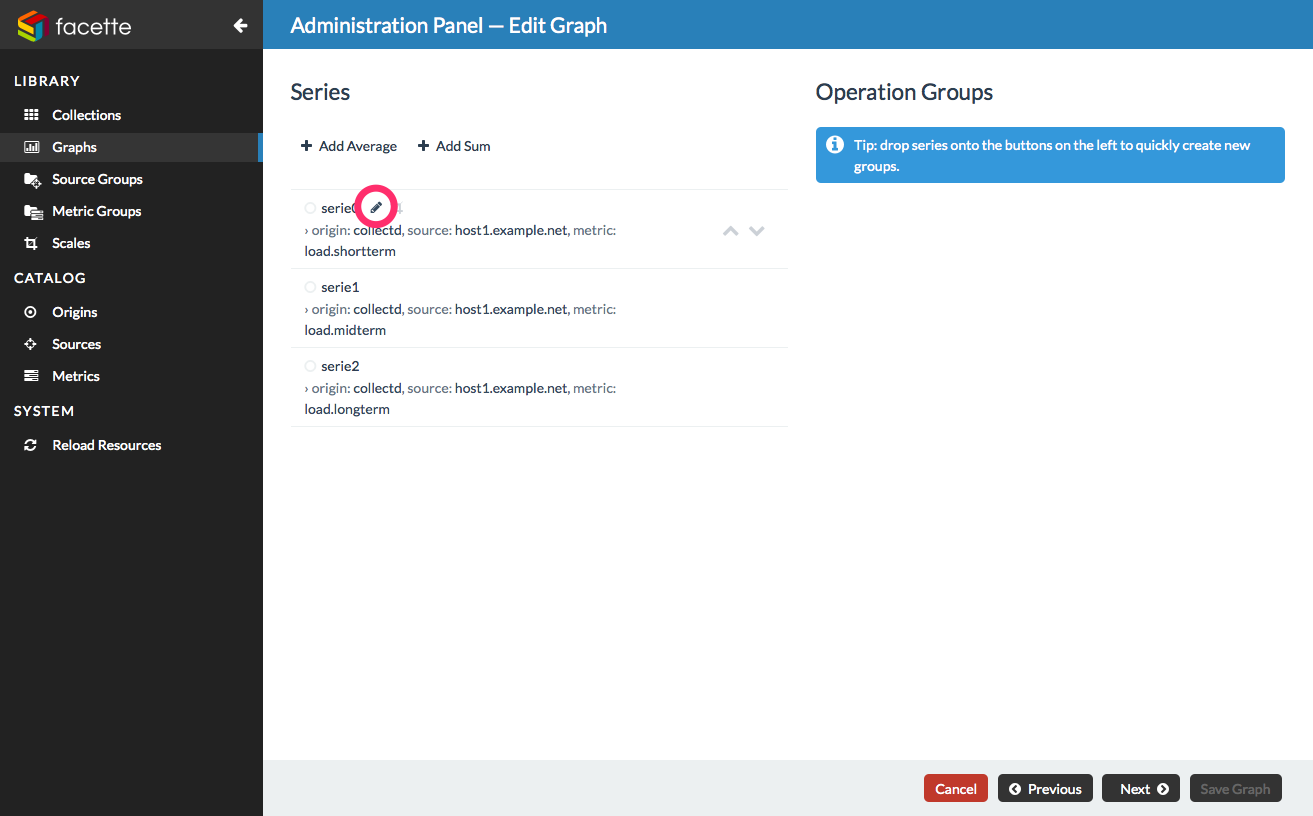 facette
Administration Panel — Edit Graph
LIBRARY
Collections
Graphs
Source Groups
Metric Groups
Scales
CATALOG
Origins
Sources
Metrics
SYSTEM
Reload Resources
Series
Add Average
Add Sum
› origin: collectd, source: host1.example.net, metric:
load.shortterm
serie1
› origin: collectd, source: host1.example.net, metric:
load.midterm
serie2
› origin: collectd, source: host1.example.net, metric:
load.longterm
Operation Groups
Tip: drop series onto the buttons on the left to quickly create new
groups.
Cancel
Previous
Next
Save Graph